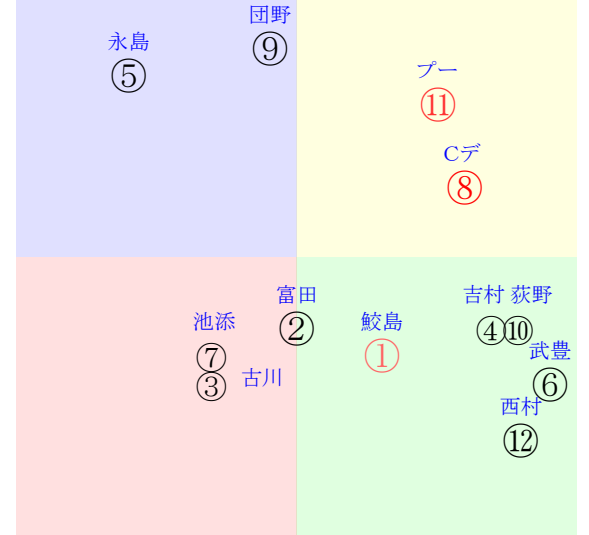 団野
⑨
永島
⑤
プー
⑪
Cデ
⑧
富田
②
吉村 荻野
④⑩
池添
⑦
鮫島
①
武豊
⑥
③ 古川
西村
⑫